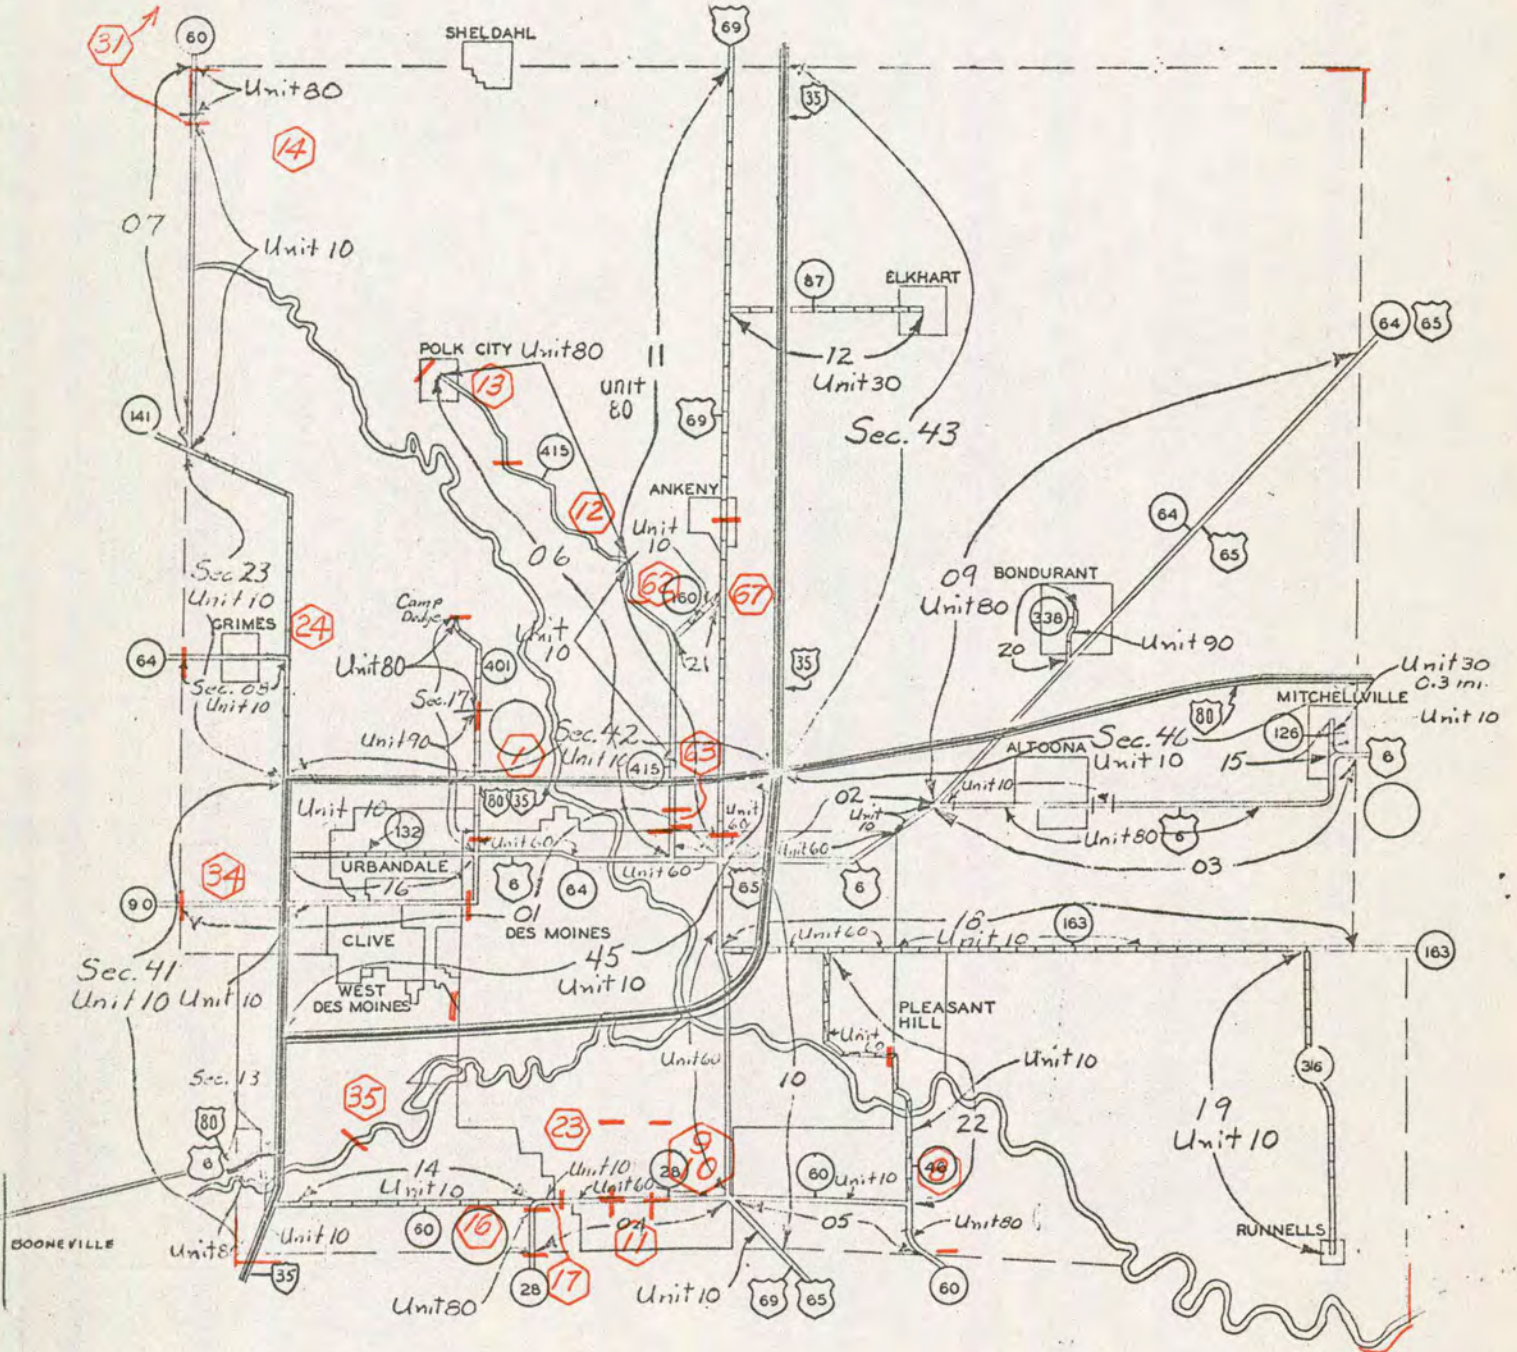 31
60
SHELDAHL
69
Unit 80
35
14
07
Unit 10
87
ELKHART
64
65
POLK CITY
Unit 80
11
unit
80
12
Unit 30
13
69
141
Sec. 43
415
ANKENY
12
Unit
10
64
65
06
Sec 23
Unit 10
GRIMES
24
Camp
Dodge
62
160
67
09
Unit 80
BONDURANT
338
Unit 90
20
Unit
10
64
Unit 80
401
21
35
Unit 30
0.3 mi.
Sec. 08
Unit 10
Sec. 17
MITCHELLVILLE
Unit 10
80
Unit 90
1
Sec. 42
Unit 10
63
415
126
ALTOONA
Sec. 46
Unit 10
15
6
80
35
Unit 10
02
Unit 10
132
Unit
60
Unit
10
Unit 60
Unit 60
Unit 80
6
URBANDALE
34
16
6
64
Unit 60
65
6
03
90
01
DES MOINES
18
163
CLIVE
Unit 60
Unit 10
163
45
Unit 10
Sec. 41
Unit 10
Unit 10
WEST
DES MOINES
PLEASANT
HILL
Unit
60
Unit 60
Unit 10
10
316
Sec. 13
35
80
22
19
Unit 10
23
9
10
6
14
Unit 10
Unit 10
Unit 60
28
60
Unit 10
46
8
60
16
04
11
05
Unit 80
RUNNELLS
BOONEVILLE
Unit 10
35
Unit 80
28
17
Unit 10
69
65
60